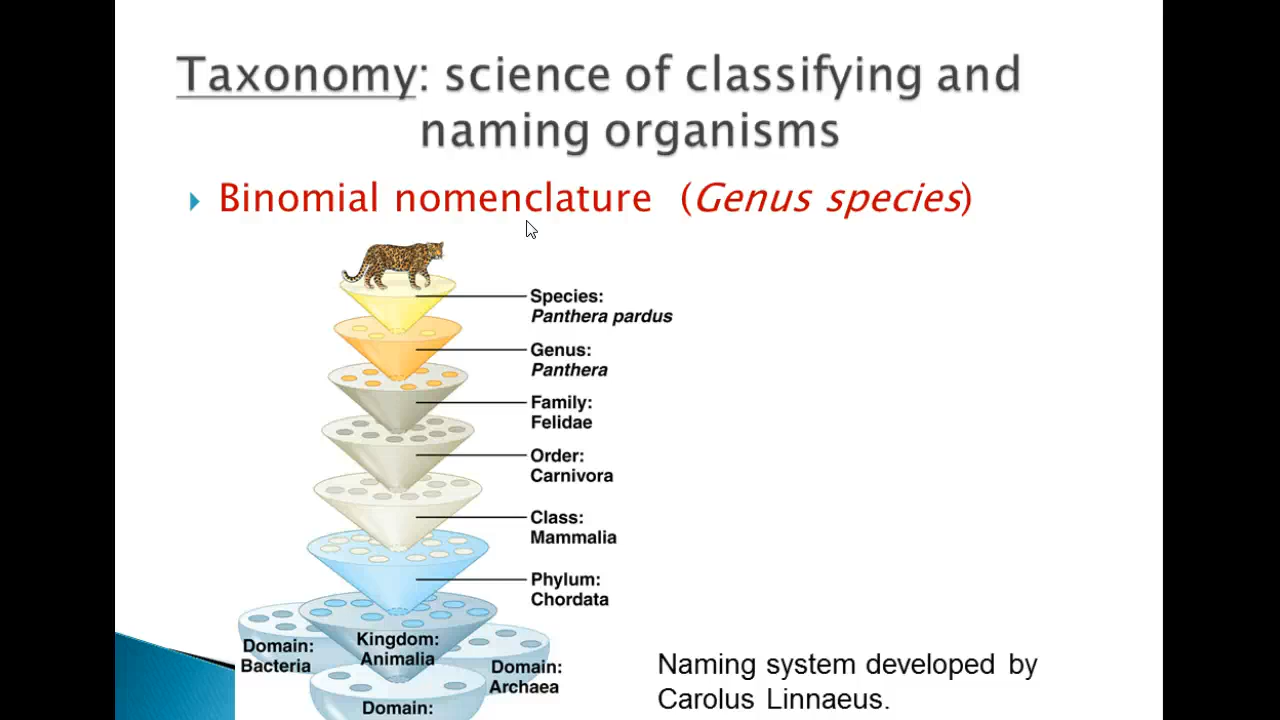 Taxonomy: science of classifying and
naming organisms
Binomial nomenclature (Genus species)
Species:
Panthera pardus
Genus:
Panthera
Family:
Felidae
Order:
Carnivora
Class:
Mammalia
Phylum:
Chordata
Kingdom:
Animalia
Domain:
Bacteria
Domain:
Archaea
Domain:
Naming system developed by
Carolus Linnaeus.